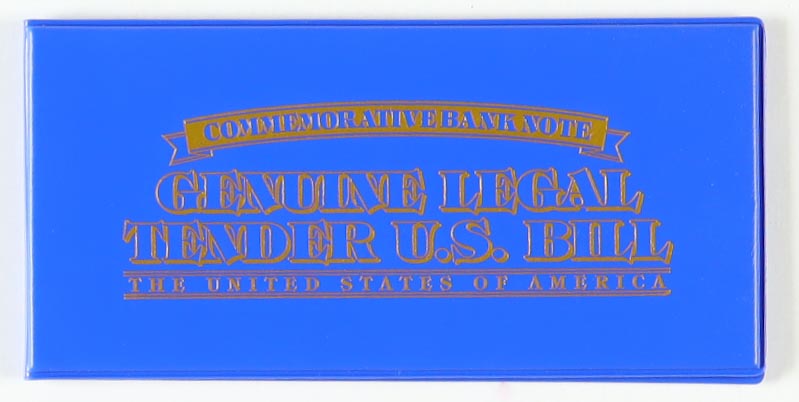 COMMEMORATIVE BANK NOTE
GENUINE LEGAL
TENDER U.S. BILL
THE UNITED STATES OF AMERICA